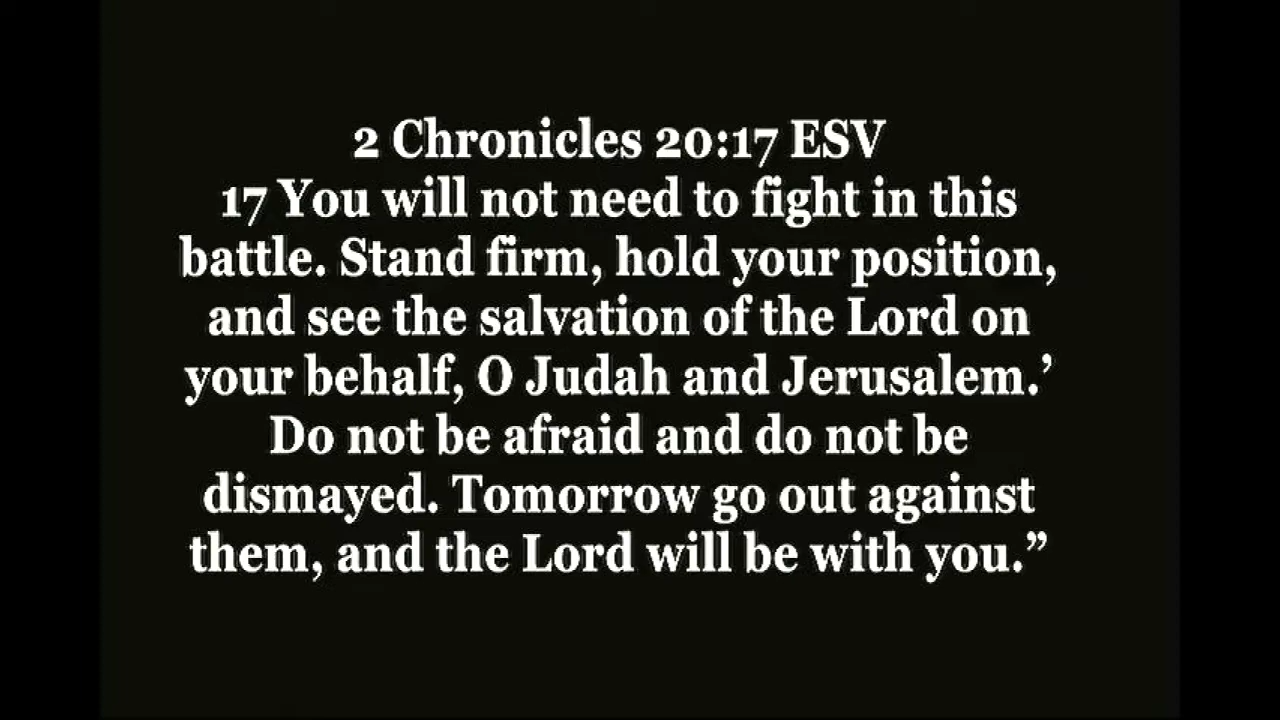 2 Chronicles 20:17 ESV
17 You will not need to fight in this
battle. Stand firm, hold your position,
and see the salvation of the Lord on
your behalf, O Judah and Jerusalem.’
Do not be afraid and do not be
dismayed. Tomorrow go out against
them, and the Lord will be with you.”